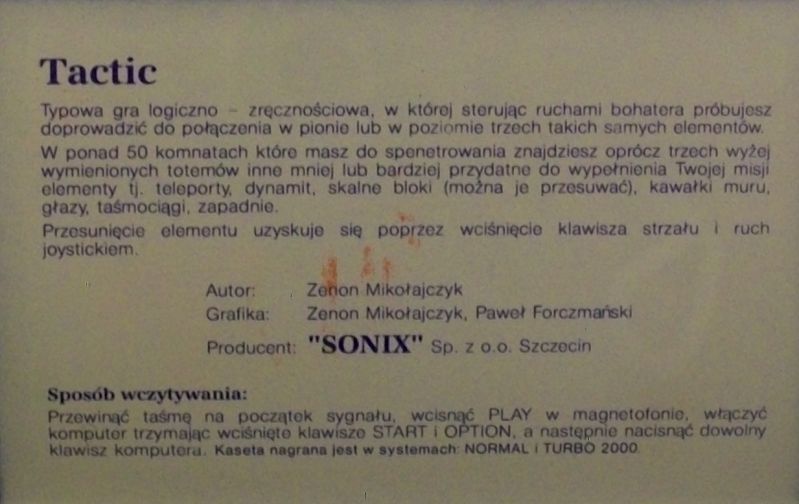 Tactic
Typowa gra logiczno – zręcznościowa, w której sterując ruchami bohatera próbujesz
doprowadzić do połączenia w pionie lub w poziomie trzech takich samych elementów.
W ponad 50 komnatach które masz do spenetrowania znajdziesz oprócz trzech wyżej
wymienionych totemów inne mniej lub bardziej przydatne do wypełnienia Twojej misji
elementy tj. teleporty, dynamit, skalne bloki (można je przesuwać), kawałki muru,
głazy, taśmociągi, zapadnie.
Przesunięcie elementu uzyskuje się poprzez wciśnięcie klawisza strzału i ruch
joystickiem.
Autor: Zenon Mikołajczyk
Grafika: Zenon Mikołajczyk, Paweł Forczmański
Producent: "SONIX" Sp. z o.o. Szczecin
Sposób wczytywania:
Przewinąć taśmę na początek sygnału, wcisnąć PLAY w magnetofonie, włączyć
komputer trzymając wciśnięte klawisze START i OPTION, a następnie nacisnąć dowolny
klawisz komputera. Kaseta nagrana jest w systemach: NORMAL i TURBO 2000